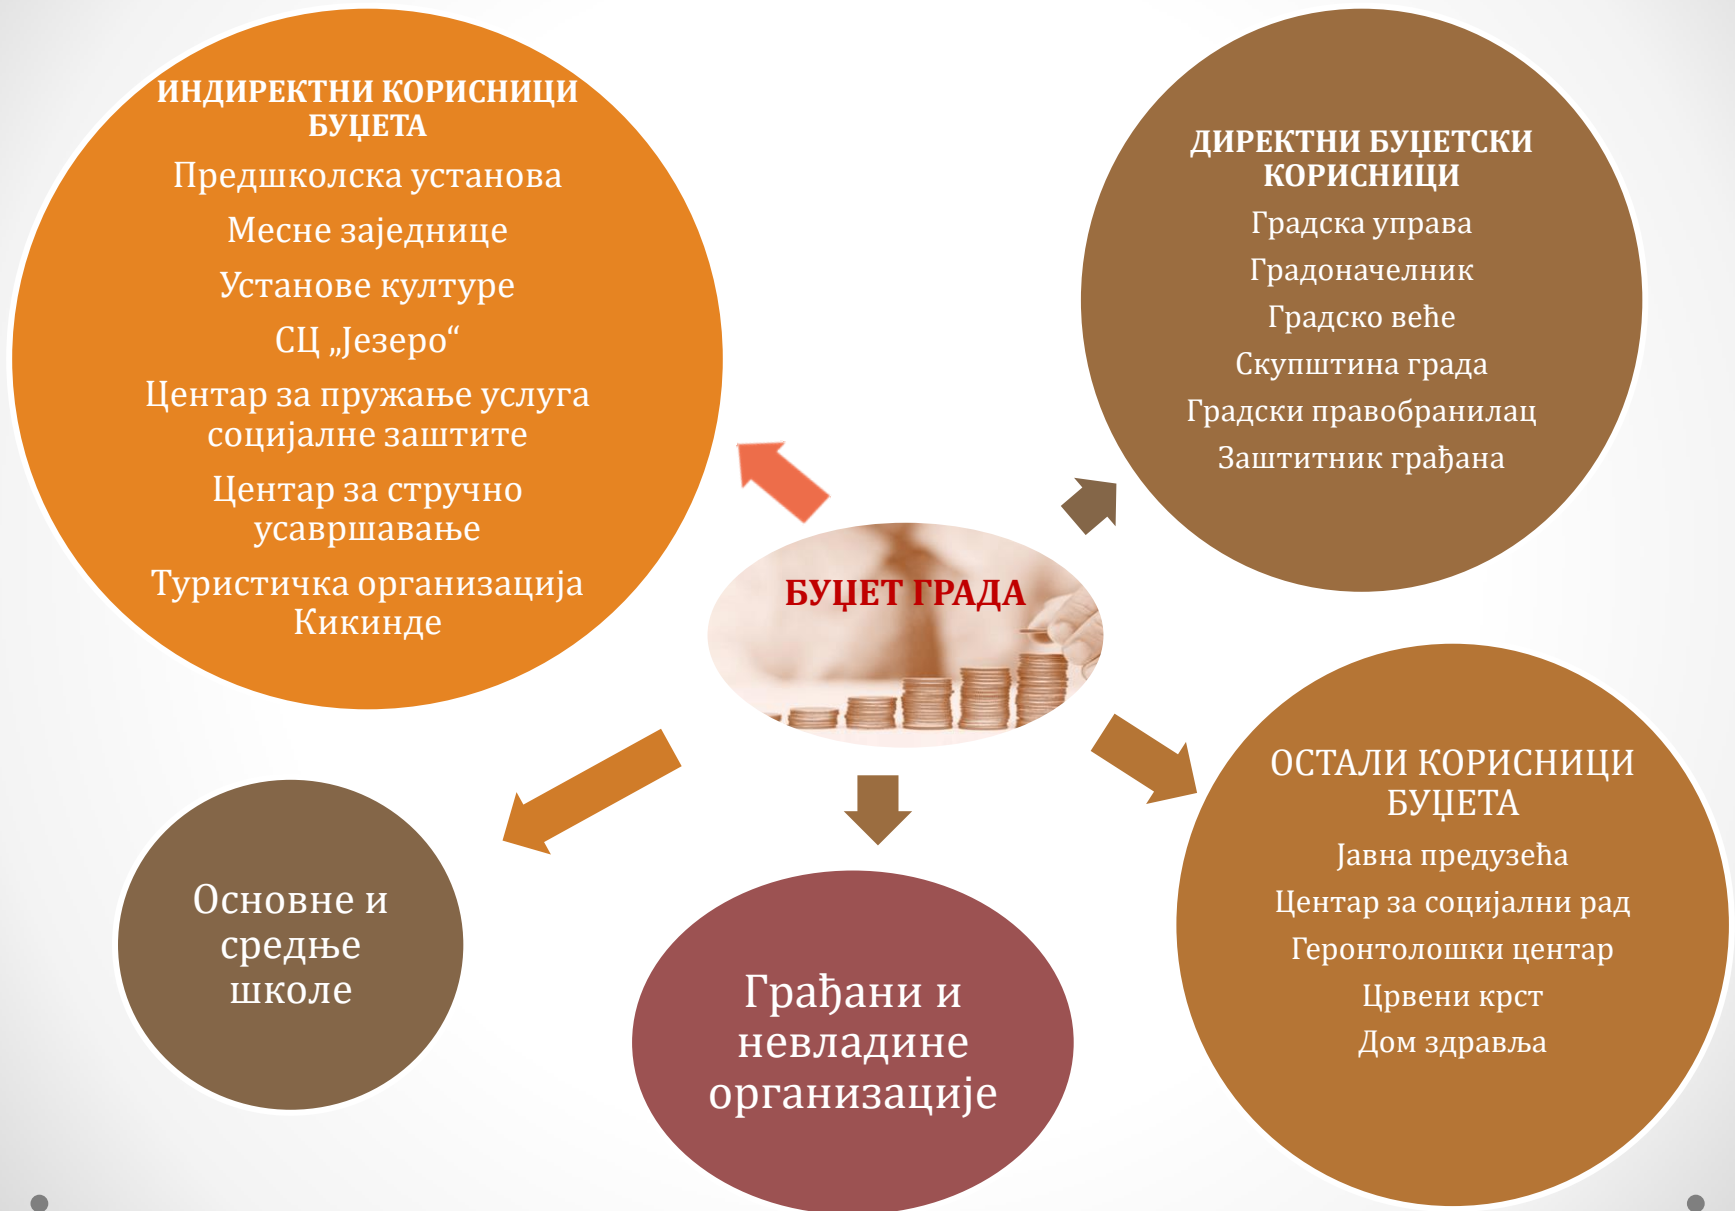 ИНДИРЕКТНИ КОРИСНИЦИ
БУЏЕТА
Предшколска установа
Месне заједнице
Установе културе
СЦ „Језеро“
Центар за пружање услуга
социјалне заштите
Центар за стручно
усавршавање
Туристичка организација
Кикинде
ДИРЕКТНИ БУЏЕТСКИ
КОРИСНИЦИ
Градска управа
Градоначелник
Градско веће
Скупштина града
Градски правобранилац
Заштитник грађана
БУЏЕТ ГРАДА
ОСТАЛИ КОРИСНИЦИ
БУЏЕТА
Јавна предузећа
Центар за социјални рад
Геронтолошки центар
Црвени крст
Дом здравља
Основне и
средње
школе
Грађани и
невладине
организације